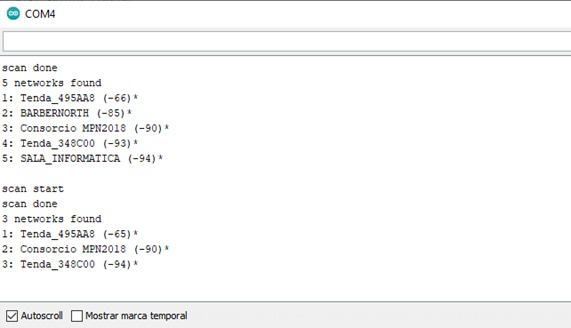 COM4
scan done
5 networks found
1: Tenda_495AA8 (-66)*
2: BARBERNORTH (-85)*
3: Consorcio MPN2018 (-90)*
4: Tenda_348C00 (-93)*
5: SALA_INFORMATICA (-94)*
scan start
scan done
3 networks found
1: Tenda_495AA8 (-65)*
2: Consorcio MPN2018 (-90)*
3: Tenda_348C00 (-94)*
Autoscroll Mostrar marca temporal